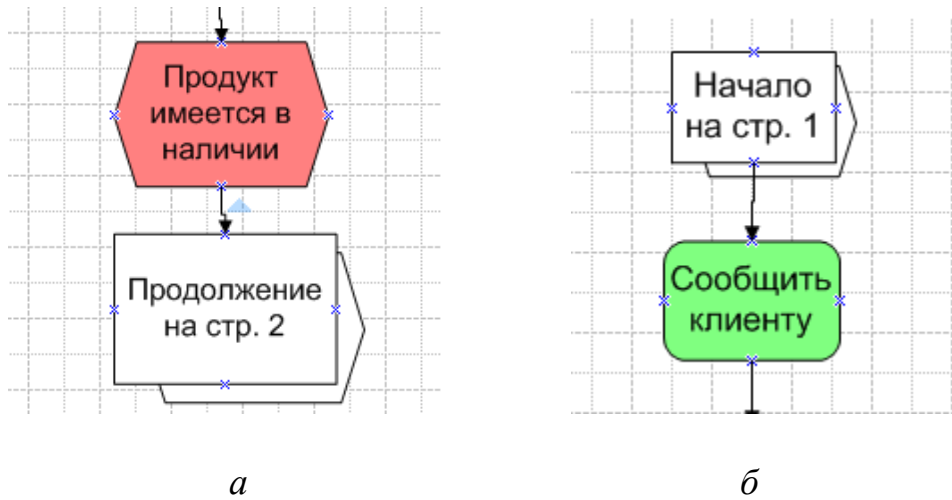 Продукт
имеется в
наличии
Продолжение
на стр. 2
а
Начало
на стр. 1
Сообщить
клиенту
б